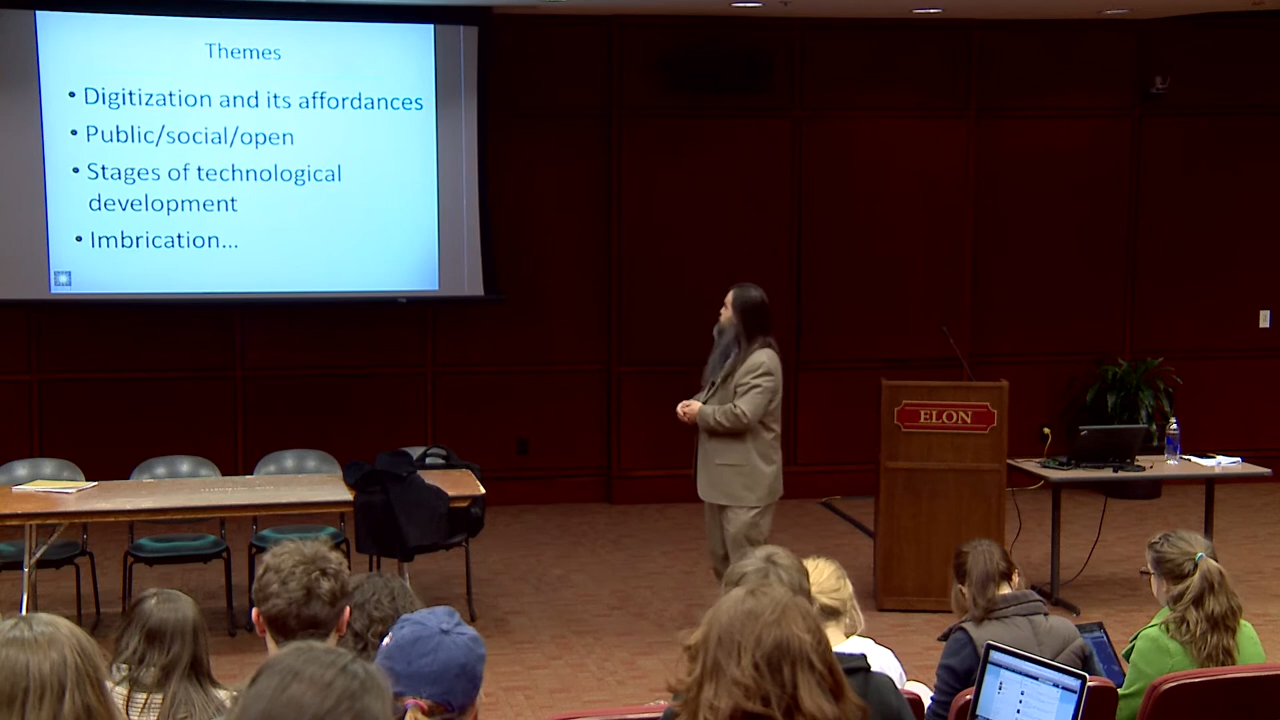 Themes
• Digitization and its affordances
• Public/social/open
• Stages of technological
development
• Imbrication...
ELON